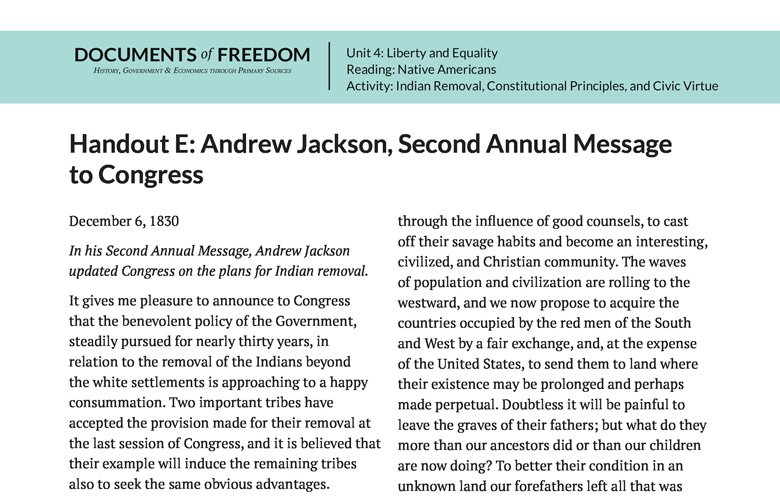 DOCUMENTS of FREEDOM
HISTORY, GOVERNMENT & ECONOMICS THROUGH PRIMARY SOURCES
Unit 4: Liberty and Equality
Reading: Native Americans
Activity: Indian Removal, Constitutional Principles, and Civic Virtue
Handout E: Andrew Jackson, Second Annual Message
to Congress
December 6, 1830
In his Second Annual Message, Andrew Jackson
updated Congress on the plans for Indian removal.
It gives me pleasure to announce to Congress
that the benevolent policy of the Government,
steadily pursued for nearly thirty years, in
relation to the removal of the Indians beyond
the white settlements is approaching to a happy
consummation. Two important tribes have
accepted the provision made for their removal at
the last session of Congress, and it is believed that
their example will induce the remaining tribes
also to seek the same obvious advantages.
through the influence of good counsels, to cast
off their savage habits and become an interesting,
civilized, and Christian community. The waves
of population and civilization are rolling to the
westward, and we now propose to acquire the
countries occupied by the red men of the South
and West by a fair exchange, and, at the expense
of the United States, to send them to land where
their existence may be prolonged and perhaps
made perpetual. Doubtless it will be painful to
leave the graves of their fathers; but what do they
more than our ancestors did or than our children
are now doing? To better their condition in an
unknown land our forefathers left all that was